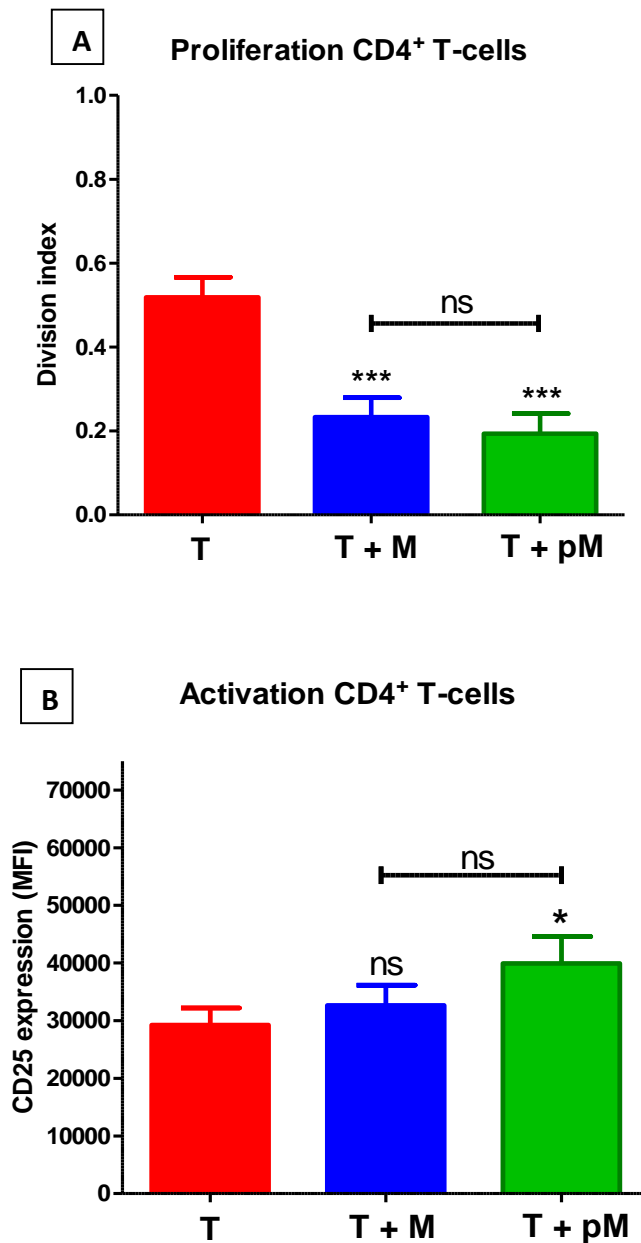 A
Proliferation CD4⁺ T-cells
Division index
1.0
0.8
0.6
0.4
0.2
0.0
ns
***
***
T
T + M
T + pM
B
Activation CD4⁺ T-cells
CD25 expression (MFI)
70000
60000
50000
40000
30000
20000
10000
0
ns
ns
*
T
T + M
T + pM